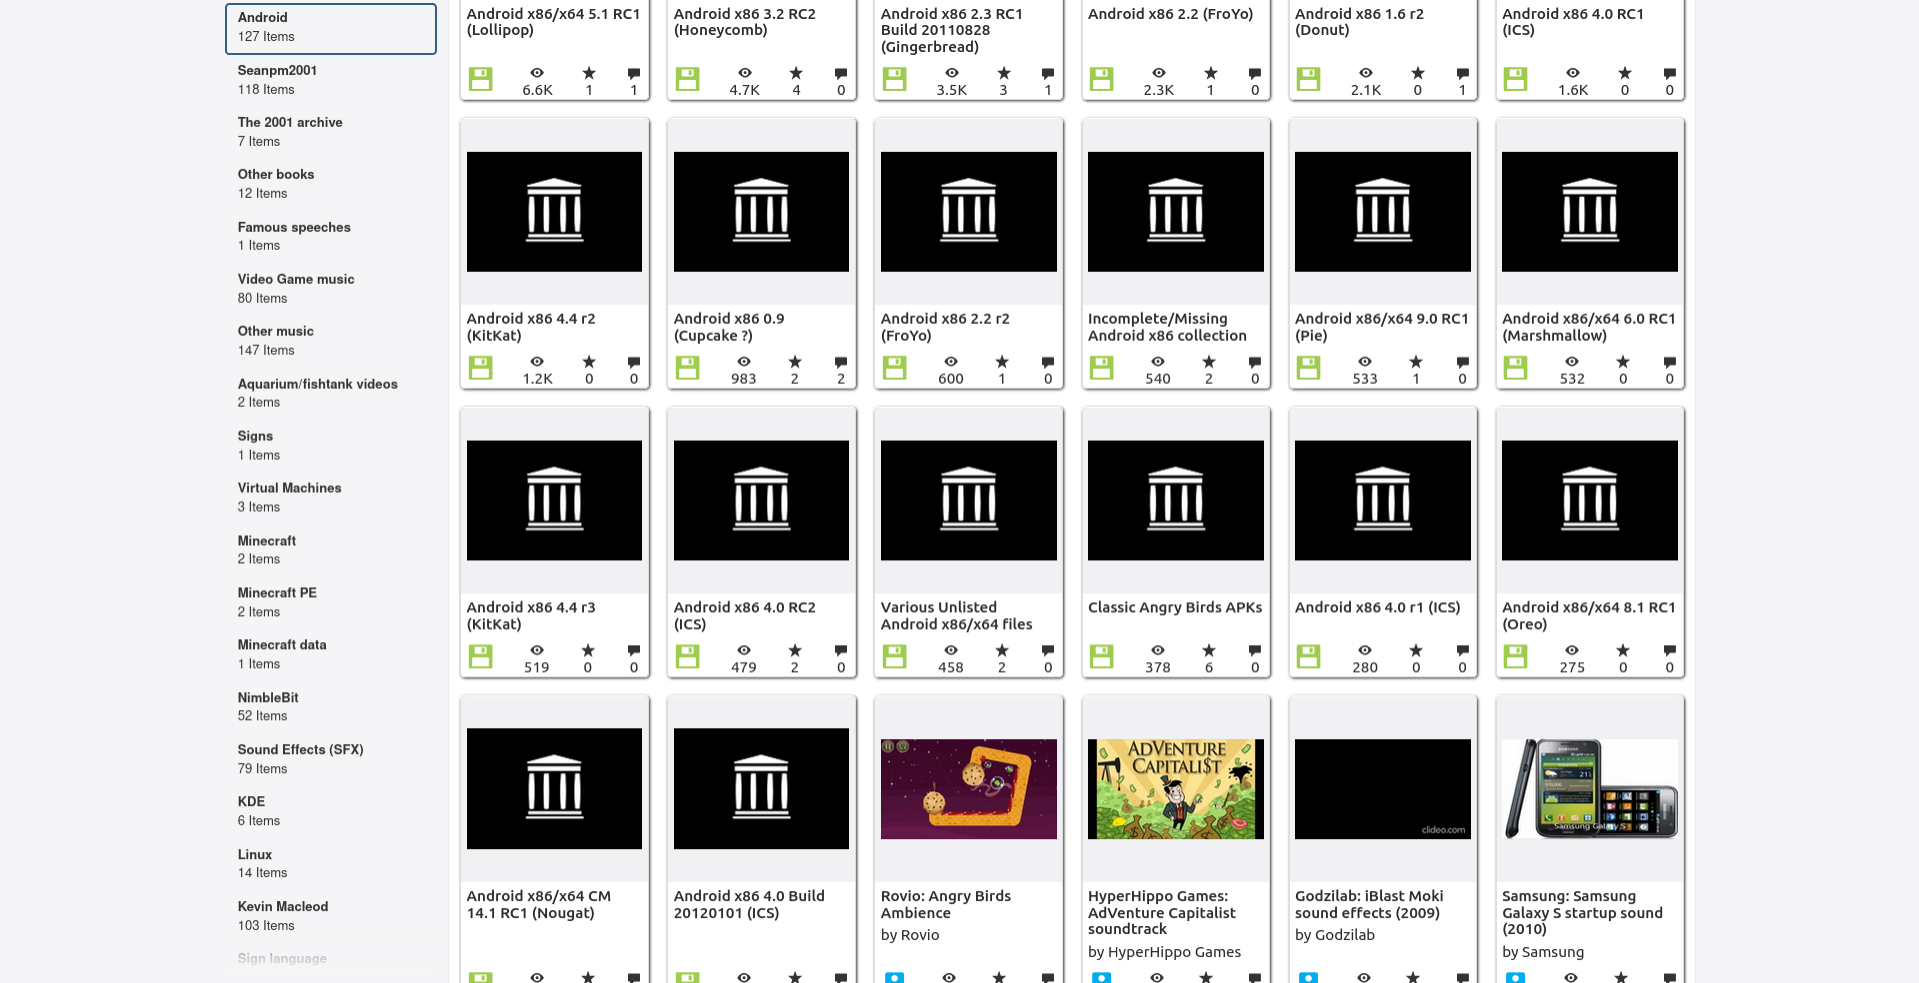 Android
127 Items
Seanpm2001
118 Items
The 2001 archive
7 Items
Other books
12 Items
Famous speeches
1 Items
Video Game music
80 Items
Other music
147 Items
Aquarium/fishtank videos
2 Items
Signs
1 Items
Virtual Machines
3 Items
Minecraft
2 Items
Minecraft PE
2 Items
Minecraft data
1 Items
NimbleBit
52 Items
Sound Effects (SFX)
79 Items
KDE
6 Items
Linux
14 Items
Kevin Macleod
103 Items
Sign language
Android x86/x64 5.1 RC1
(Lollipop)
6.6K 1 1
Android x86 3.2 RC2
(Honeycomb)
4.7K 4 0
Android x86 2.3 RC1
Build 20110828
(Gingerbread)
3.5K 3 1
Android x86 2.2 (FroYo)
2.3K 1 0
Android x86 1.6 r2
(Donut)
2.1K 0 1
Android x86 4.0 RC1
(ICS)
1.6K 0 0
Android x86 4.4 r2
(KitKat)
1.2K 0 0
Android x86 0.9
(Cupcake ?)
983 2 2
Android x86 2.2 r2
(FroYo)
600 1 0
Incomplete/Missing
Android x86 collection
540 2 0
Android x86/x64 9.0 RC1
(Pie)
533 1 0
Android x86/x64 6.0 RC1
(Marshmallow)
532 0 0
Android x86 4.4 r3
(KitKat)
519 0 0
Android x86 4.0 RC2
(ICS)
479 2 0
Various Unlisted
Android x86/x64 files
458 2 0
Classic Angry Birds APKs
378 6 0
Android x86 4.0 r1 (ICS)
280 0 0
Android x86/x64 8.1 RC1
(Oreo)
275 0 0
Android x86/x64 CM
14.1 RC1 (Nougat)
Android x86 4.0 Build
20120101 (ICS)
Rovio: Angry Birds
Ambience
by Rovio
ADVENTURE
CAPITALI$T
HyperHippo Games:
AdVenture Capitalist
soundtrack
by HyperHippo Games
clideo.com
Godzilab: iBlast Moki
sound effects (2009)
by Godzilab
Samsung Galaxy S
Samsung: Samsung
Galaxy S startup sound
(2010)
by Samsung